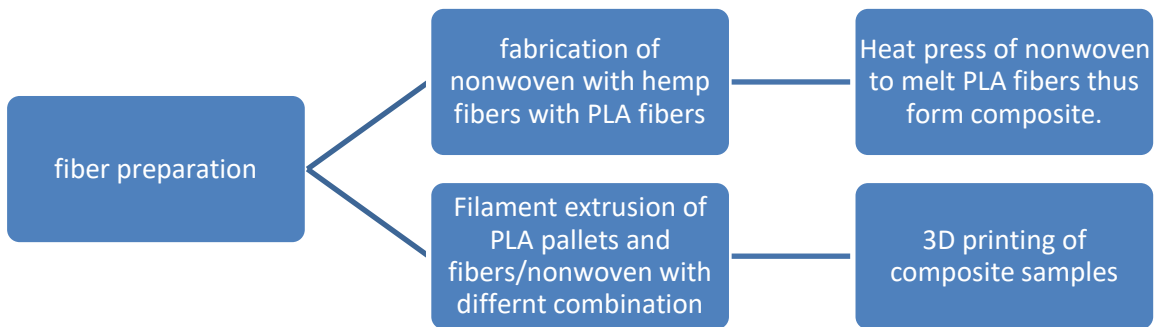 fiber preparation
fabrication of
nonwoven with hemp
fibers with PLA fibers
Heat press of nonwoven
to melt PLA fibers thus
form composite.
Filament extrusion of
PLA pallets and
fibers/nonwoven with
differnt combination
3D printing of
composite samples